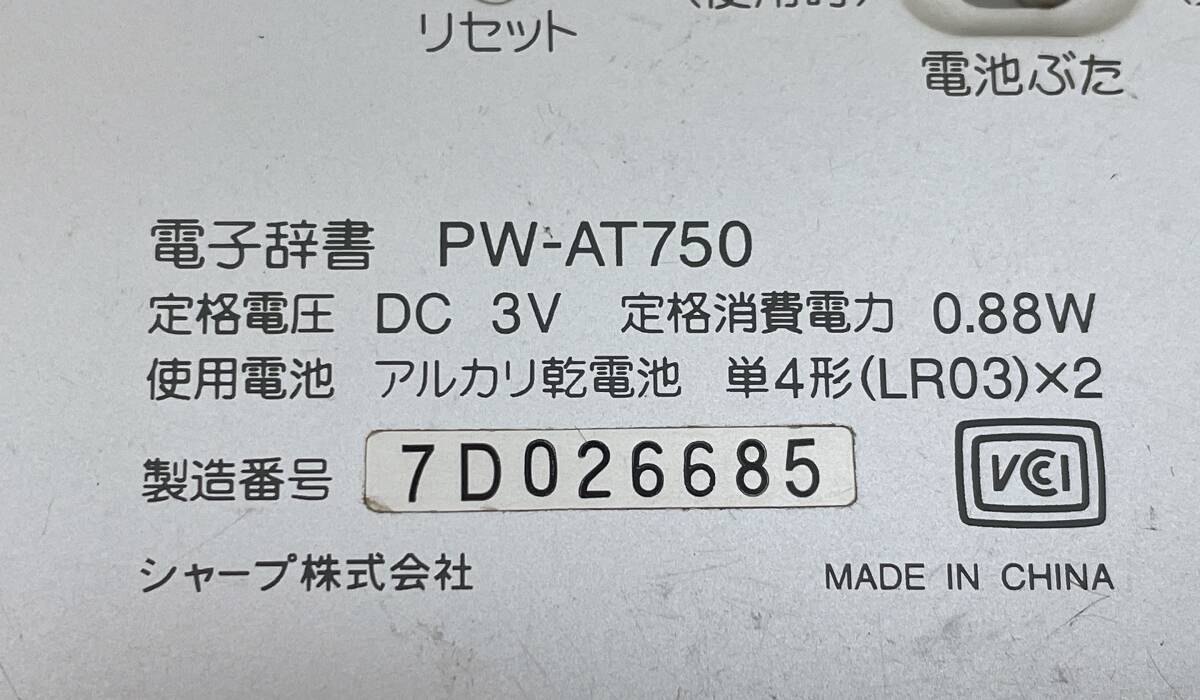 (使用時)
リセット
電池ぶた
電子辞書 PW-AT750
定格電圧 DC 3V 定格消費電力 0.88W
使用電池 アルカリ乾電池 単4形(LR03)×2
製造番号 7D026685
VCCI
シャープ株式会社
MADE IN CHINA